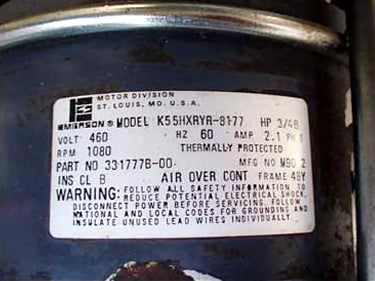 MOTOR DIVISION
ST. LOUIS, MO. U.S.A.
EMERSON® MODEL K55HXRYR-8177 HP 3/4B
VOLT 460 HZ 60 AMP 2.1 PH 1
RPM 1080 THERMALLY PROTECTED
PART NO 331777B-00 MFG NO M90 2
INS CL B AIR OVER CONT FRAME 48Y
WARNING: FOLLOW ALL SAFETY INFORMATION TO
REDUCE POTENTIAL ELECTRICAL SHOCK.
DISCONNECT POWER BEFORE SERVICING. FOLLOW
NATIONAL AND LOCAL CODES FOR GROUNDING AND
INSULATE UNUSED LEAD WIRES INDIVIDUALLY.